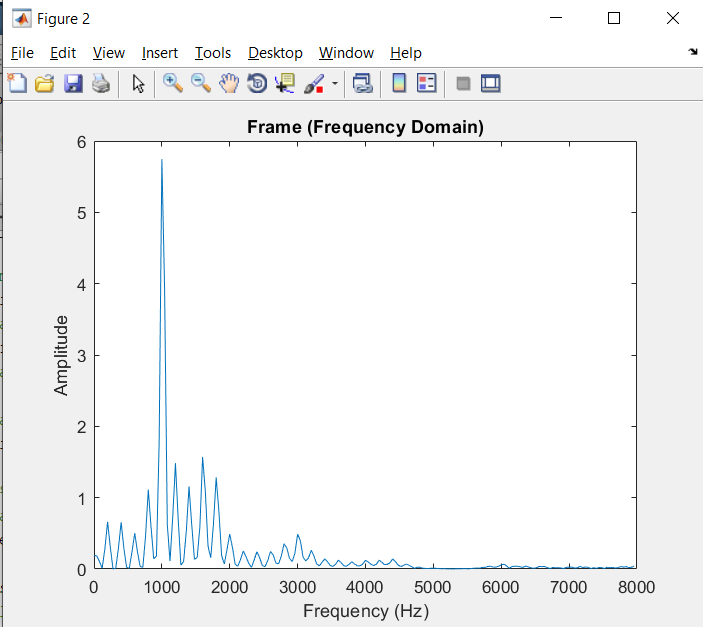 Figure 2
File Edit View Insert Tools Desktop Window Help
Frame (Frequency Domain)
6
5
4
3
2
1
0
Amplitude
0 1000 2000 3000 4000 5000 6000 7000 8000
Frequency (Hz)